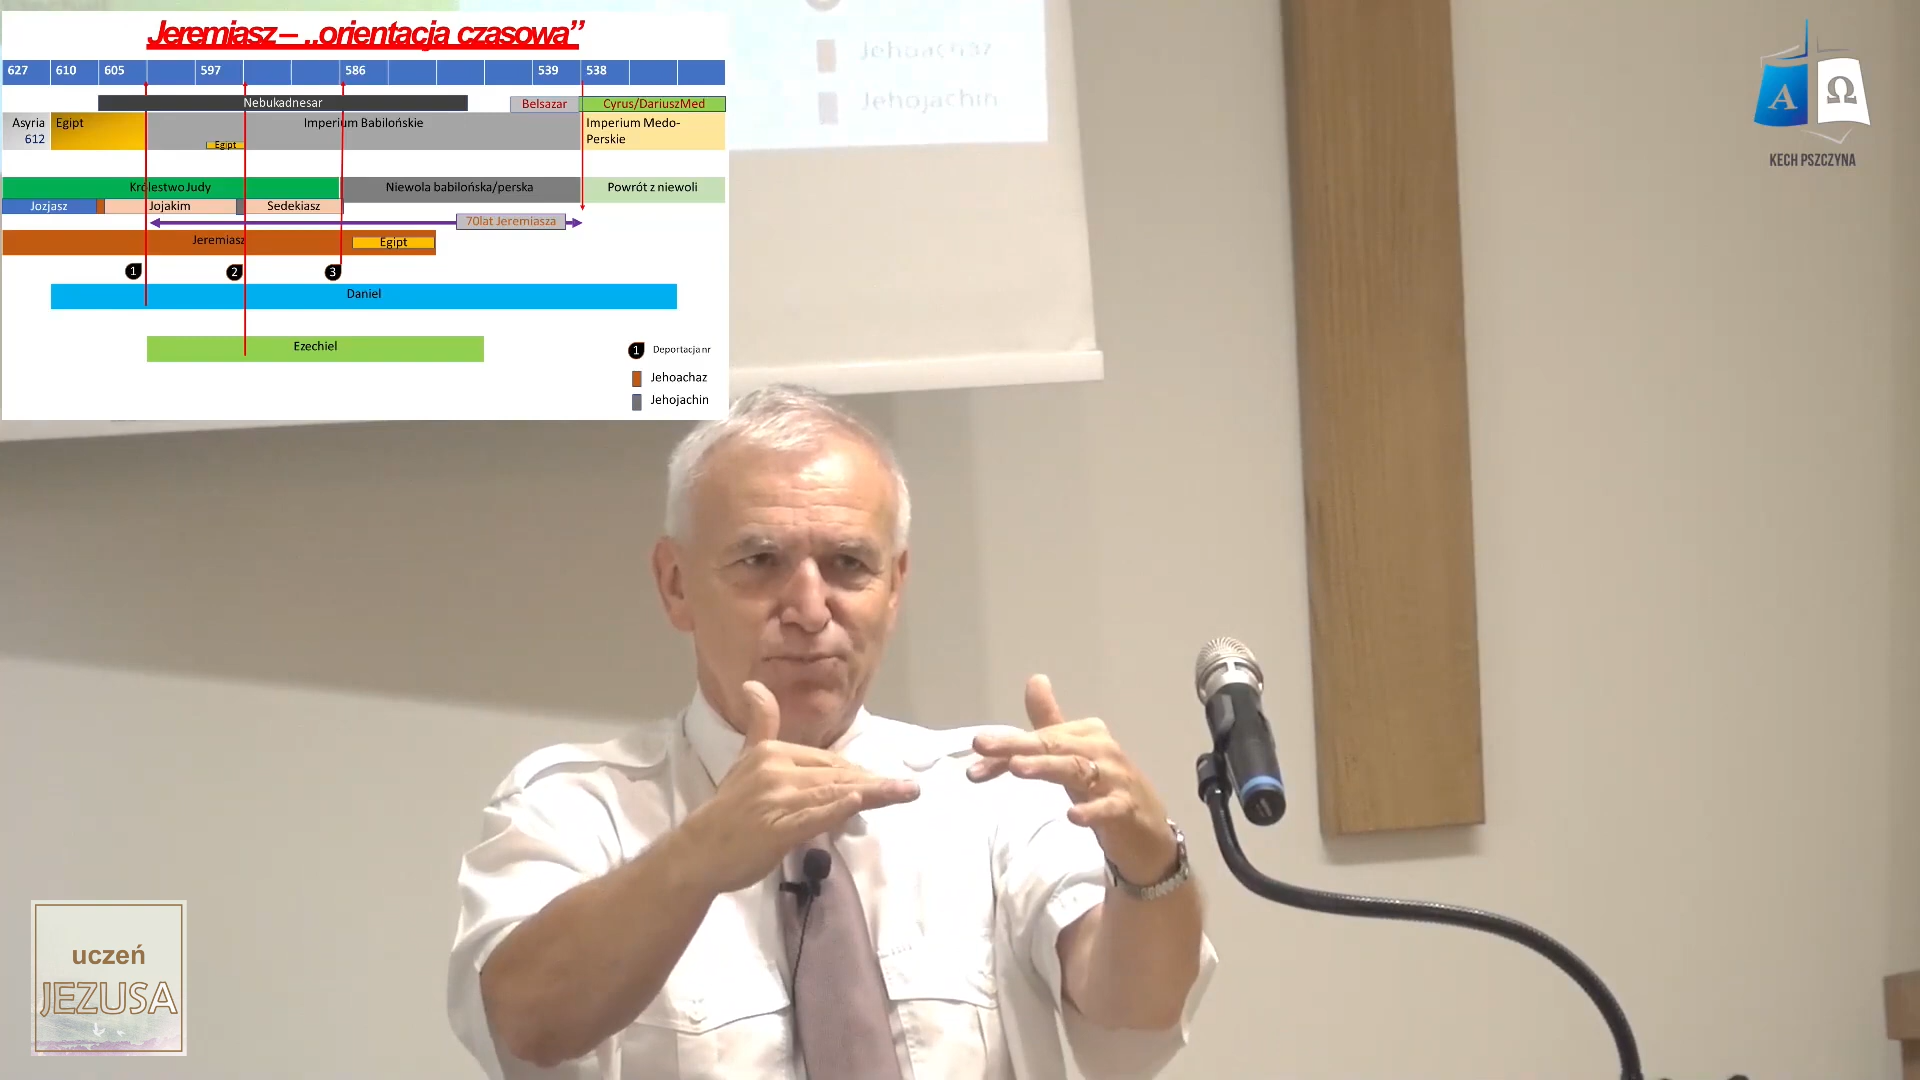 Jeremiasz – „orientacja czasowa”
627 610 605 597 586 539 538
Nebukadnesar Belsazar Cyrus/DariuszMed
Asyria Egipt Imperium Babilońskie Imperium Medo-
612 Egipt Perskie
KrólestwoJudy Niewola babilońska/perska Powrót z niewoli
Jozjasz Jojakim Sedekiasz
70lat Jeremiasza
Jeremiasz Egipt
1 2 3
Daniel
Ezechiel
1 Deportacja nr
Jehoachaz
Jehojachin
Jehoachaz
Jehojachin
A Ω
KECH PSZCZYNA
uczeń
JEZUSA